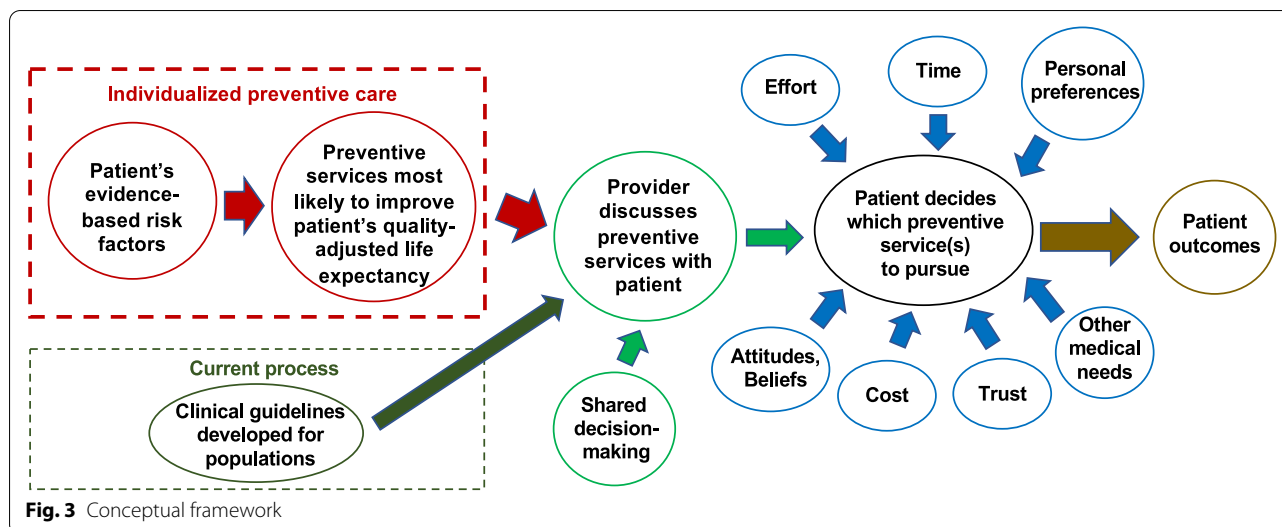 Individualized preventive care
Patient's
evidence-
based risk
factors
Preventive
services most
likely to improve
patient's quality-
adjusted life
expectancy
Current process
Clinical guidelines
developed for
populations
Provider
discusses
preventive
services with
patient
Shared
decision-
making
Effort
Time
Personal
preferences
Patient decides
which preventive
service(s)
to pursue
Attitudes,
Beliefs
Cost
Trust
Other
medical
needs
Patient
outcomes
Fig. 3 Conceptual framework